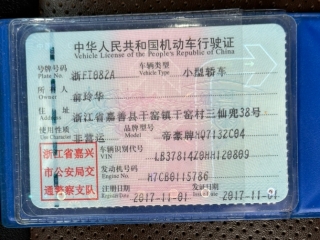 中华人民共和国机动车行驶证
Vehicle License of the People's Republic of China
号牌号码 Plate No. 浙F108ZA 车辆类型 Vehicle Type 小型轿车
所有人 Owner 俞玲华
住址 Address 浙江省嘉善县干窑镇干窑村三仙兜38号
使用性质 Use Character 非营运 品牌型号 Model 帝豪牌HQ7132C04
浙江省嘉兴
市公安局交
通警察支队
车辆识别代号 VIN LB37814Z0HH120809
发动机号码 Engine No. H7CB0115786
注册日期 2017-11-01 发证日期 Issue Date 2017-11-01